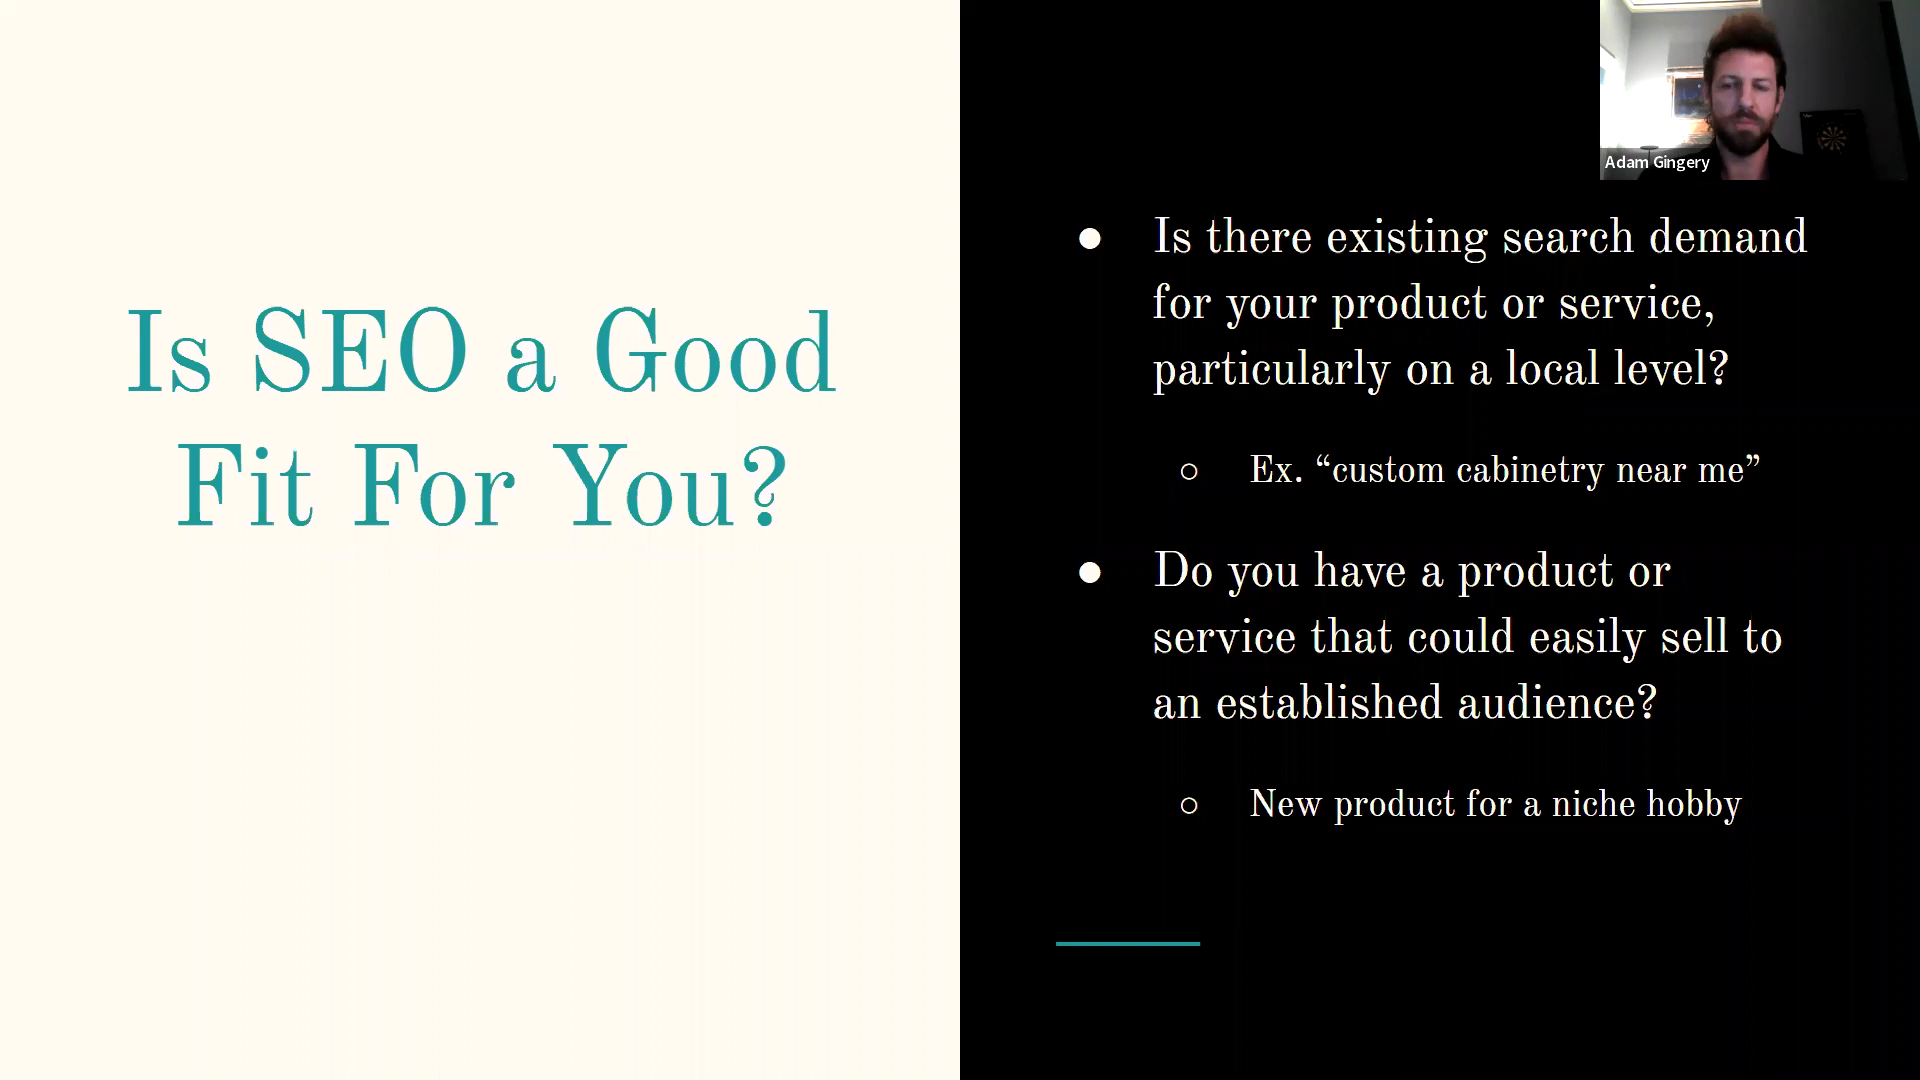 Is SEO a Good
Fit For You?
Adam Gingery
● Is there existing search demand
for your product or service,
particularly on a local level?
○ Ex. “custom cabinetry near me”
● Do you have a product or
service that could easily sell to
an established audience?
○ New product for a niche hobby